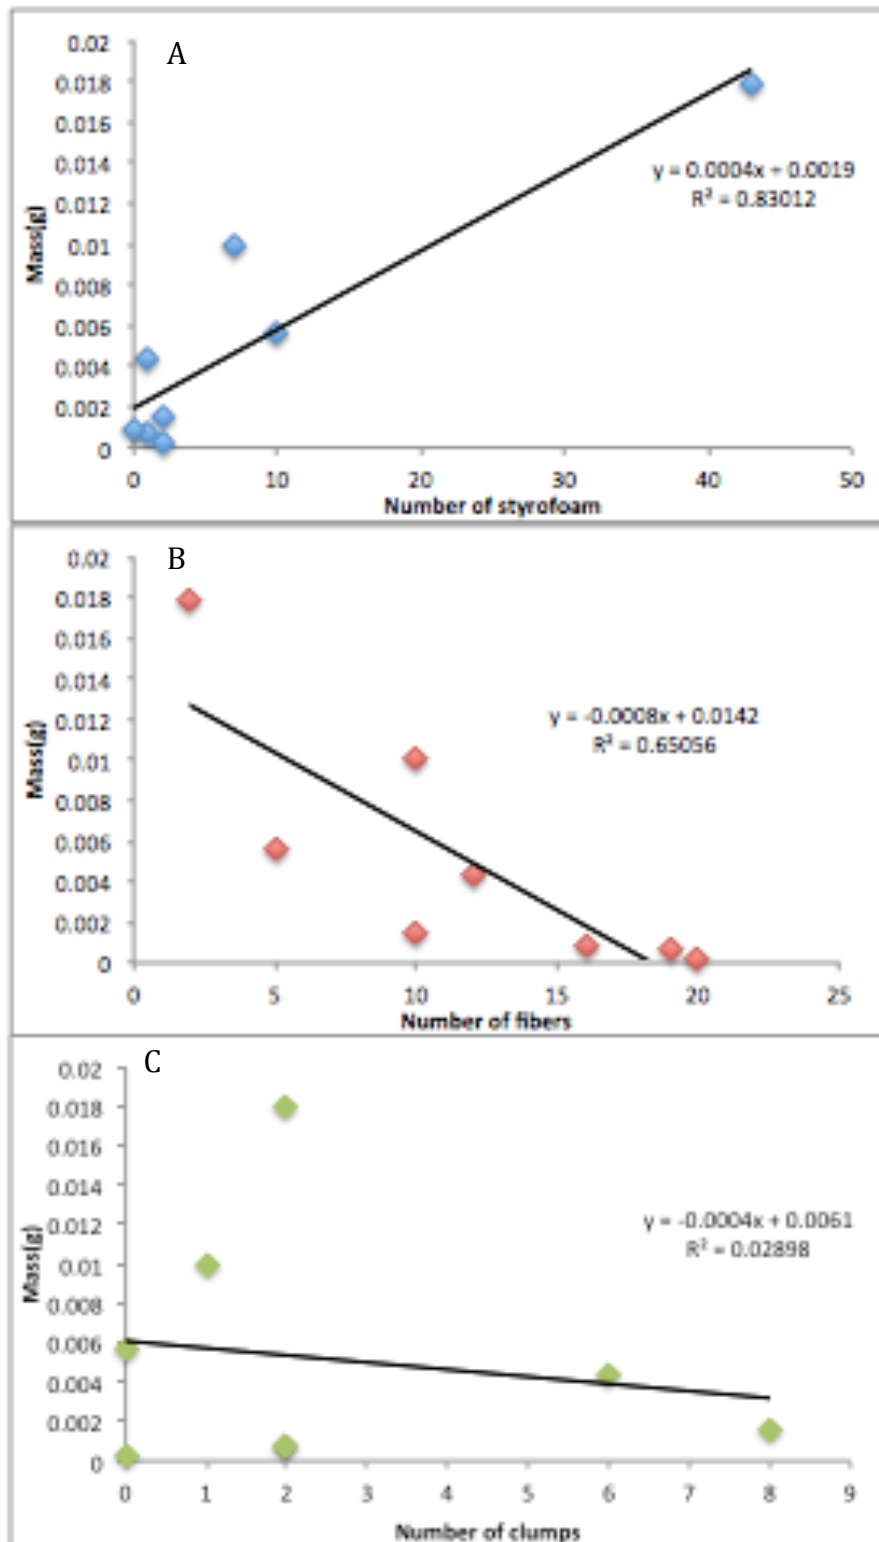 A
0.02
0.018
0.016
0.014
0.012
0.01
0.008
0.006
0.004
0.002
0
Mass(g)
y = 0.0004x + 0.0019
R² = 0.83012
0 10 20 30 40 50
Number of styrofoam
B
0.02
0.018
0.016
0.014
0.012
0.01
0.008
0.006
0.004
0.002
0
Mass(g)
y = -0.0008x + 0.0142
R² = 0.65056
0 5 10 15 20 25
Number of fibers
C
0.02
0.018
0.016
0.014
0.012
0.01
0.008
0.006
0.004
0.002
0
Mass(g)
y = -0.0004x + 0.0061
R² = 0.02898
0 1 2 3 4 5 6 7 8 9
Number of clumps